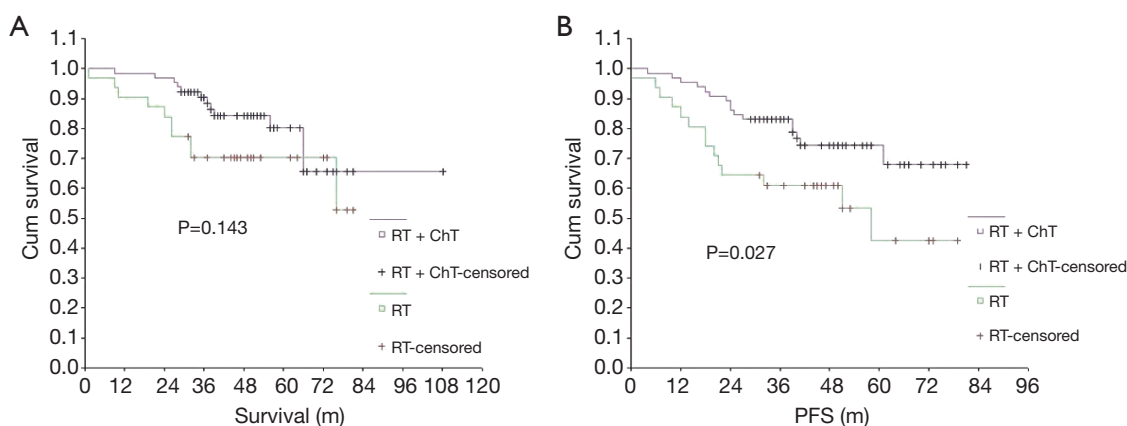 A
Cum survival
1.1
1.0
0.9
0.8
0.7
0.6
0.5
0.4
0.3
0.2
0.1
0.0
P=0.143
RT + ChT
RT + ChT-censored
RT
RT-censored
0 12 24 36 48 60 72 84 96 108 120
Survival (m)
B
Cum survival
1.1
1.0
0.9
0.8
0.7
0.6
0.5
0.4
0.3
0.2
0.1
0.0
P=0.027
RT + ChT
RT + ChT-censored
RT
RT-censored
0 12 24 36 48 60 72 84 96
PFS (m)